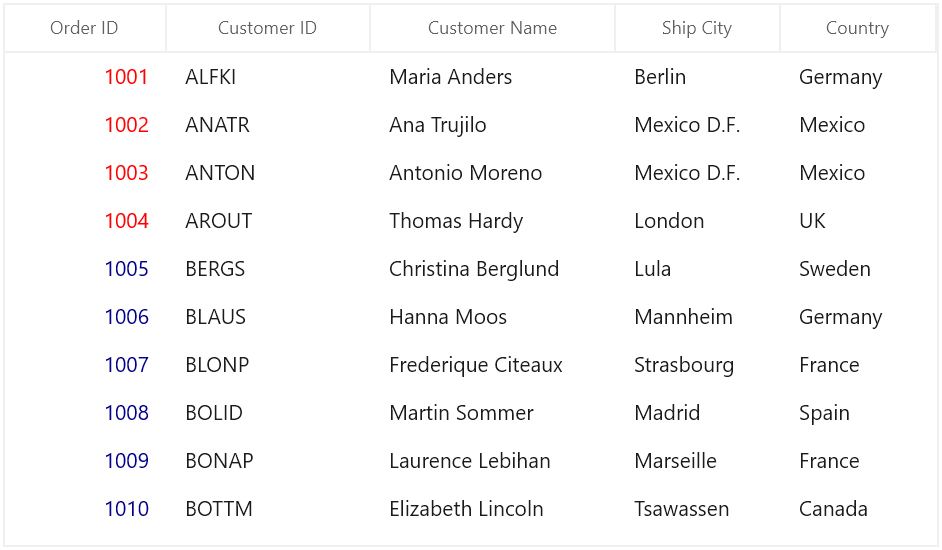 Order ID Customer ID Customer Name Ship City Country
1001 ALFKI Maria Anders Berlin Germany
1002 ANATR Ana Trujilo Mexico D.F. Mexico
1003 ANTON Antonio Moreno Mexico D.F. Mexico
1004 AROUT Thomas Hardy London UK
1005 BERGS Christina Berglund Lula Sweden
1006 BLAUS Hanna Moos Mannheim Germany
1007 BLONP Frederique Citeaux Strasbourg France
1008 BOLID Martin Sommer Madrid Spain
1009 BONAP Laurence Lebihan Marseille France
1010 BOTTM Elizabeth Lincoln Tsawassen Canada